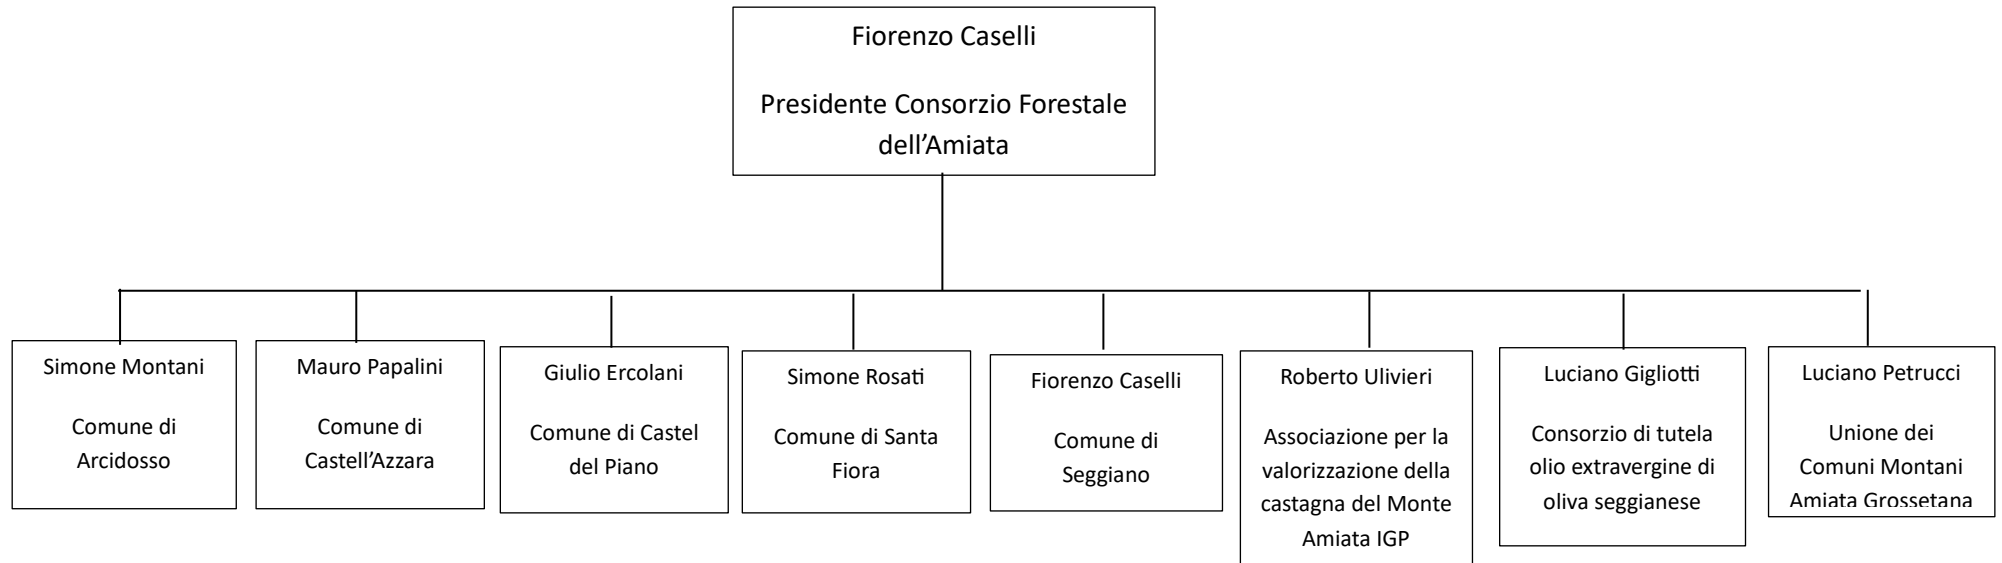 Fiorenzo Caselli
Presidente Consorzio Forestale
dell’Amiata
Simone Montani
Comune di
Arcidosso
Mauro Papalini
Comune di
Castell’Azzara
Giulio Ercolani
Comune di Castel
del Piano
Simone Rosati
Comune di Santa
Fiora
Fiorenzo Caselli
Comune di
Seggiano
Roberto Ulivieri
Associazione per la
valorizzazione della
castagna del Monte
Amiata IGP
Luciano Gigliotti
Consorzio di tutela
olio extravergine di
oliva seggianese
Luciano Petrucci
Unione dei
Comuni Montani
Amiata Grossetana